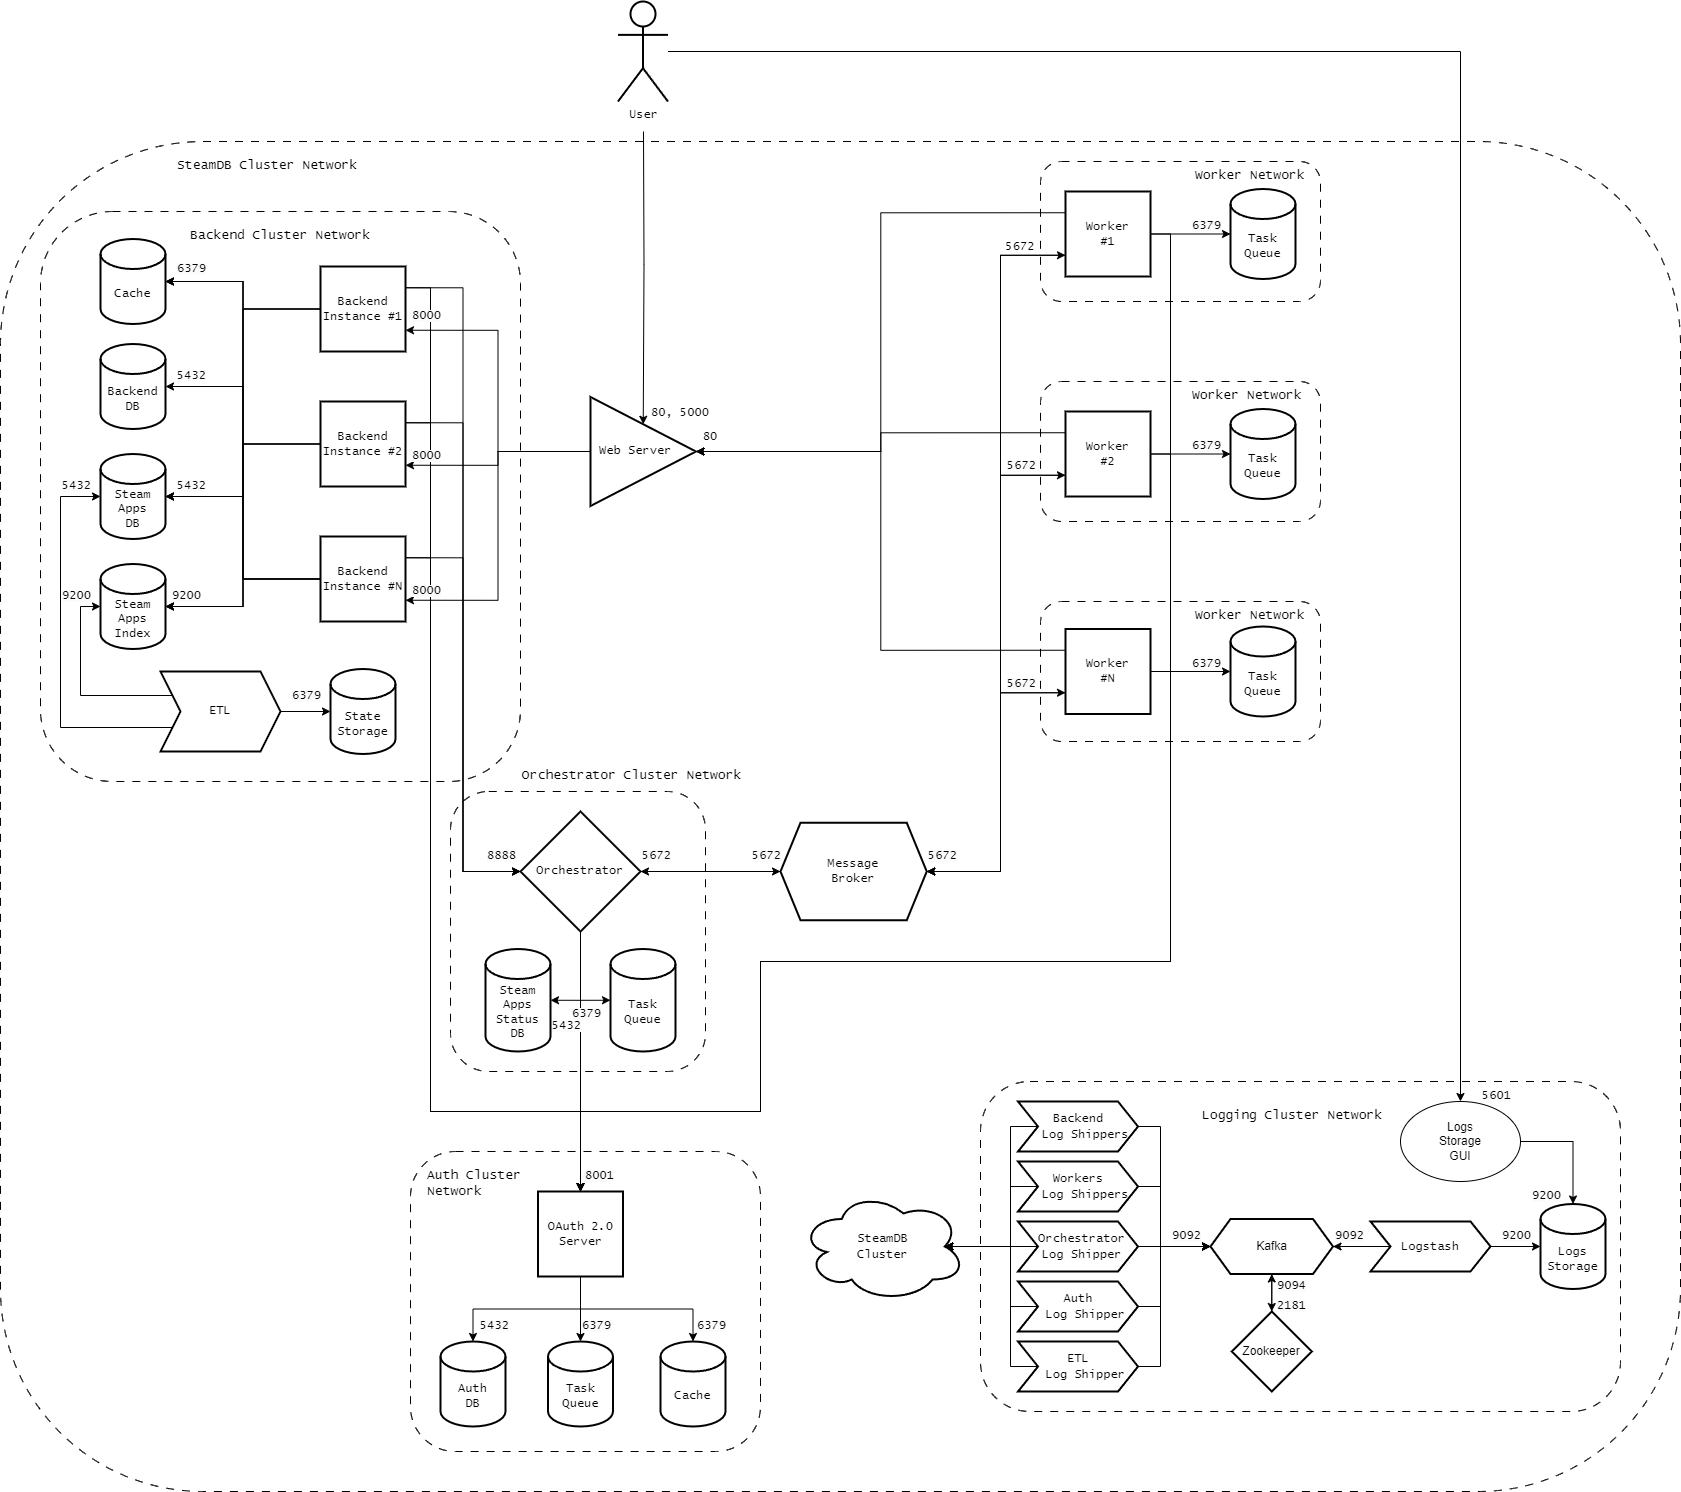 User
SteamDB Cluster Network
Backend Cluster Network
Cache
6379
Backend
DB
5432
Steam
Apps
DB
5432
5432
Steam
Apps
Index
9200
9200
ETL
6379
State
Storage
Backend
Instance #1
8000
Backend
Instance #2
8000
Backend
Instance #N
8000
Web Server
80, 5000
80
Worker Network
Worker
#1
5672
6379
Task
Queue
Worker Network
Worker
#2
5672
6379
Task
Queue
Worker Network
Worker
#N
5672
6379
Task
Queue
Orchestrator Cluster Network
8888
Orchestrator
5672
5672
Message
Broker
5672
Steam
Apps
Status
DB
6379
5432
Task
Queue
Auth Cluster
Network
8001
OAuth 2.0
Server
5432
6379
6379
Auth
DB
Task
Queue
Cache
Logging Cluster Network
Backend
Log Shippers
Workers
Log Shippers
Orchestrator
Log Shipper
Auth
Log Shipper
ETL
Log Shipper
SteamDB
Cluster
9092
Kafka
9092
Logstash
9200
Logs
Storage
9200
5601
Logs
Storage
GUI
9094
2181
Zookeeper